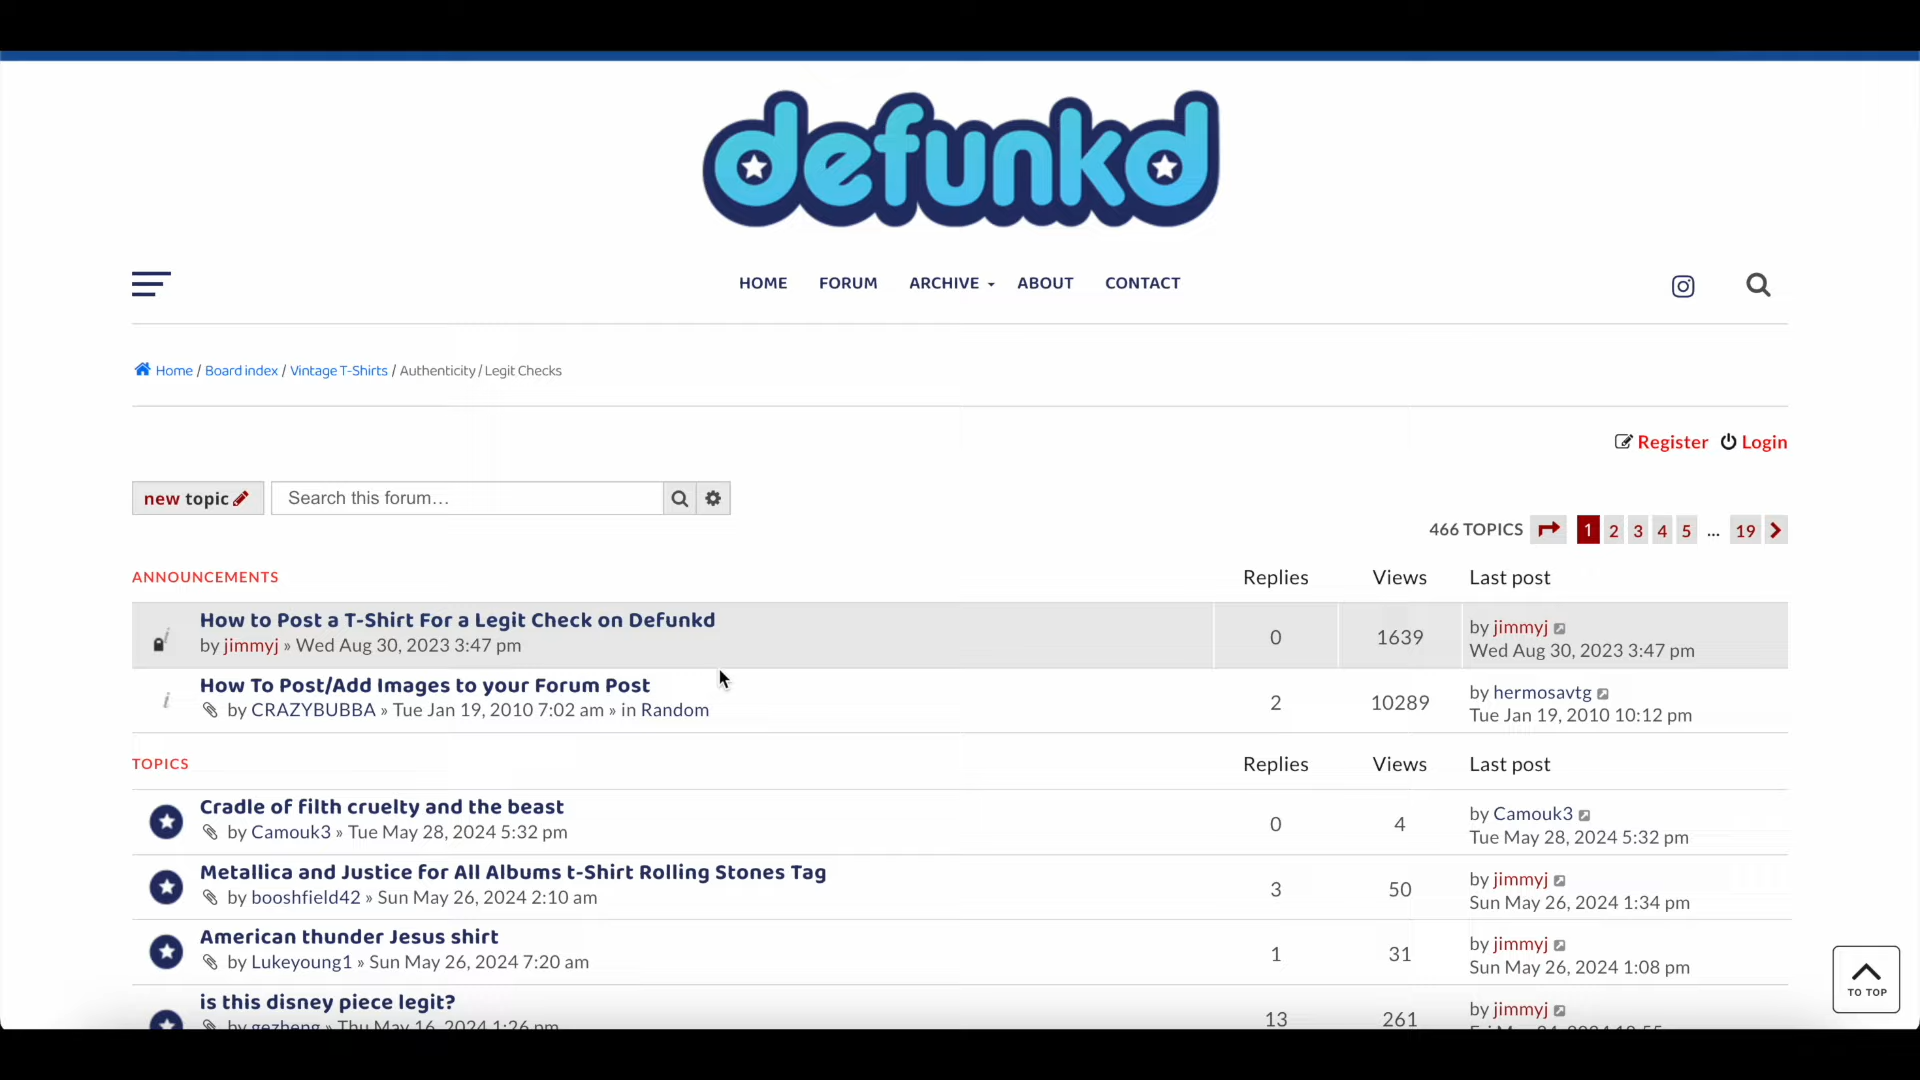 defunkd
HOME FORUM ARCHIVE ABOUT CONTACT
Home / Board index / Vintage T-Shirts / Authenticity / Legit Checks
Register Login
new topic Search this forum...
466 TOPICS 1 2 3 4 5 ... 19
ANNOUNCEMENTS Replies Views Last post
How to Post a T-Shirt For a Legit Check on Defunkd
by jimmyj » Wed Aug 30, 2023 3:47 pm
0 1639
by jimmyj
Wed Aug 30, 2023 3:47 pm
How To Post/Add Images to your Forum Post
by CRAZYBUBBA » Tue Jan 19, 2010 7:02 am » in Random
2 10289
by hermosavtg
Tue Jan 19, 2010 10:12 pm
TOPICS Replies Views Last post
Cradle of filth cruelty and the beast
by Camouk3 » Tue May 28, 2024 5:32 pm
0 4
by Camouk3
Tue May 28, 2024 5:32 pm
Metallica and Justice for All Albums t-Shirt Rolling Stones Tag
by booshfield42 » Sun May 26, 2024 2:10 am
3 50
by jimmyj
Sun May 26, 2024 1:34 pm
American thunder Jesus shirt
by Lukeyoung1 » Sun May 26, 2024 7:20 am
1 31
by jimmyj
Sun May 26, 2024 1:08 pm
TO TOP
is this disney piece legit?
by gezheng » Thu May 16, 2024 1:26 pm
13 261
by jimmyj